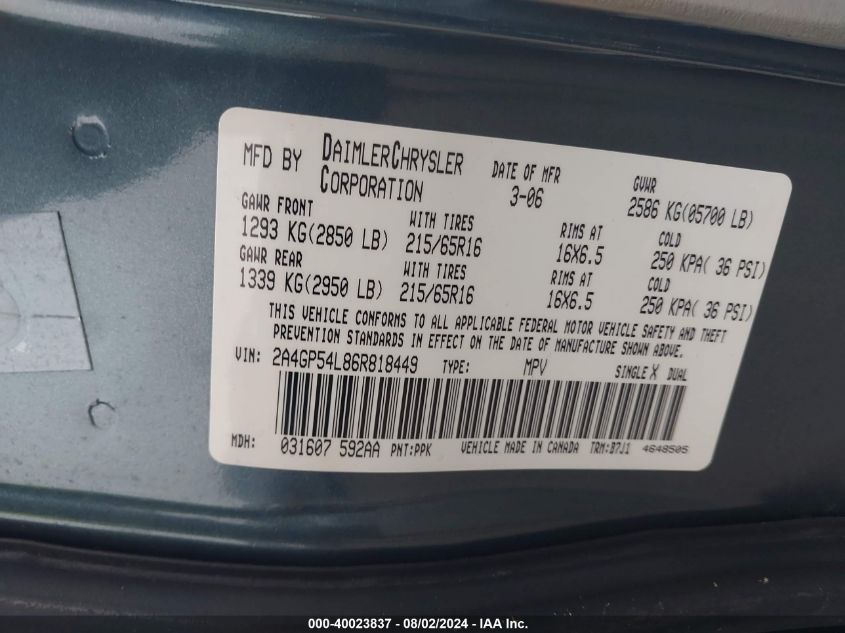 MFD BY DAIMLERCHRYSLER CORPORATION DATE OF MFR 3-06 GVWR 2586 KG(05700 LB)
GAWR FRONT WITH TIRES RIMS AT COLD
1293 KG(2850 LB) 215/65R16 16X6.5 250 KPA( 36 PSI)
GAWR REAR WITH TIRES RIMS AT COLD
1339 KG(2950 LB) 215/65R16 16X6.5 250 KPA( 36 PSI)
THIS VEHICLE CONFORMS TO ALL APPLICABLE FEDERAL MOTOR VEHICLE SAFETY AND THEFT
PREVENTION STANDARDS IN EFFECT ON THE DATE OF MANUFACTURE SHOWN ABOVE.
VIN: 2A4GP54L86R818449 TYPE: MPV SINGLE X DUAL
MDH: 031607 592AA PNT:PPK VEHICLE MADE IN CANADA TRM:B7J1 4648505
000-40023837 - 08/02/2024 - IAA Inc.